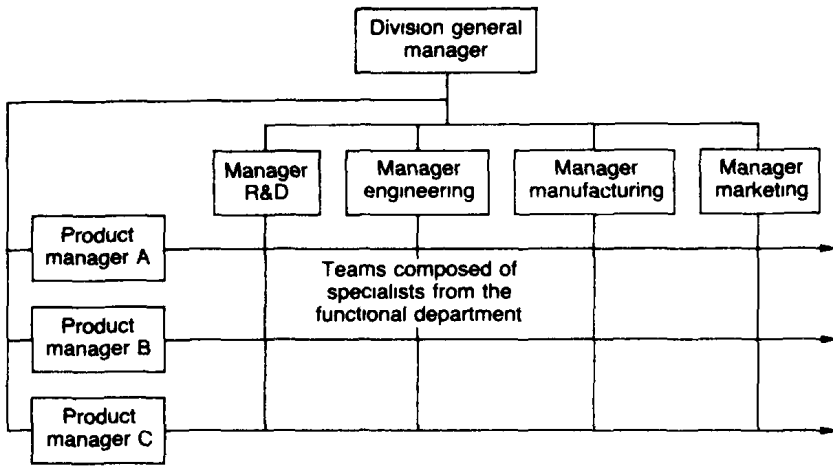 Division general
manager
Manager
R&D
Manager
engineering
Manager
manufacturing
Manager
marketing
Product
manager A
Teams composed of
specialists from the
functional department
Product
manager B
Product
manager C